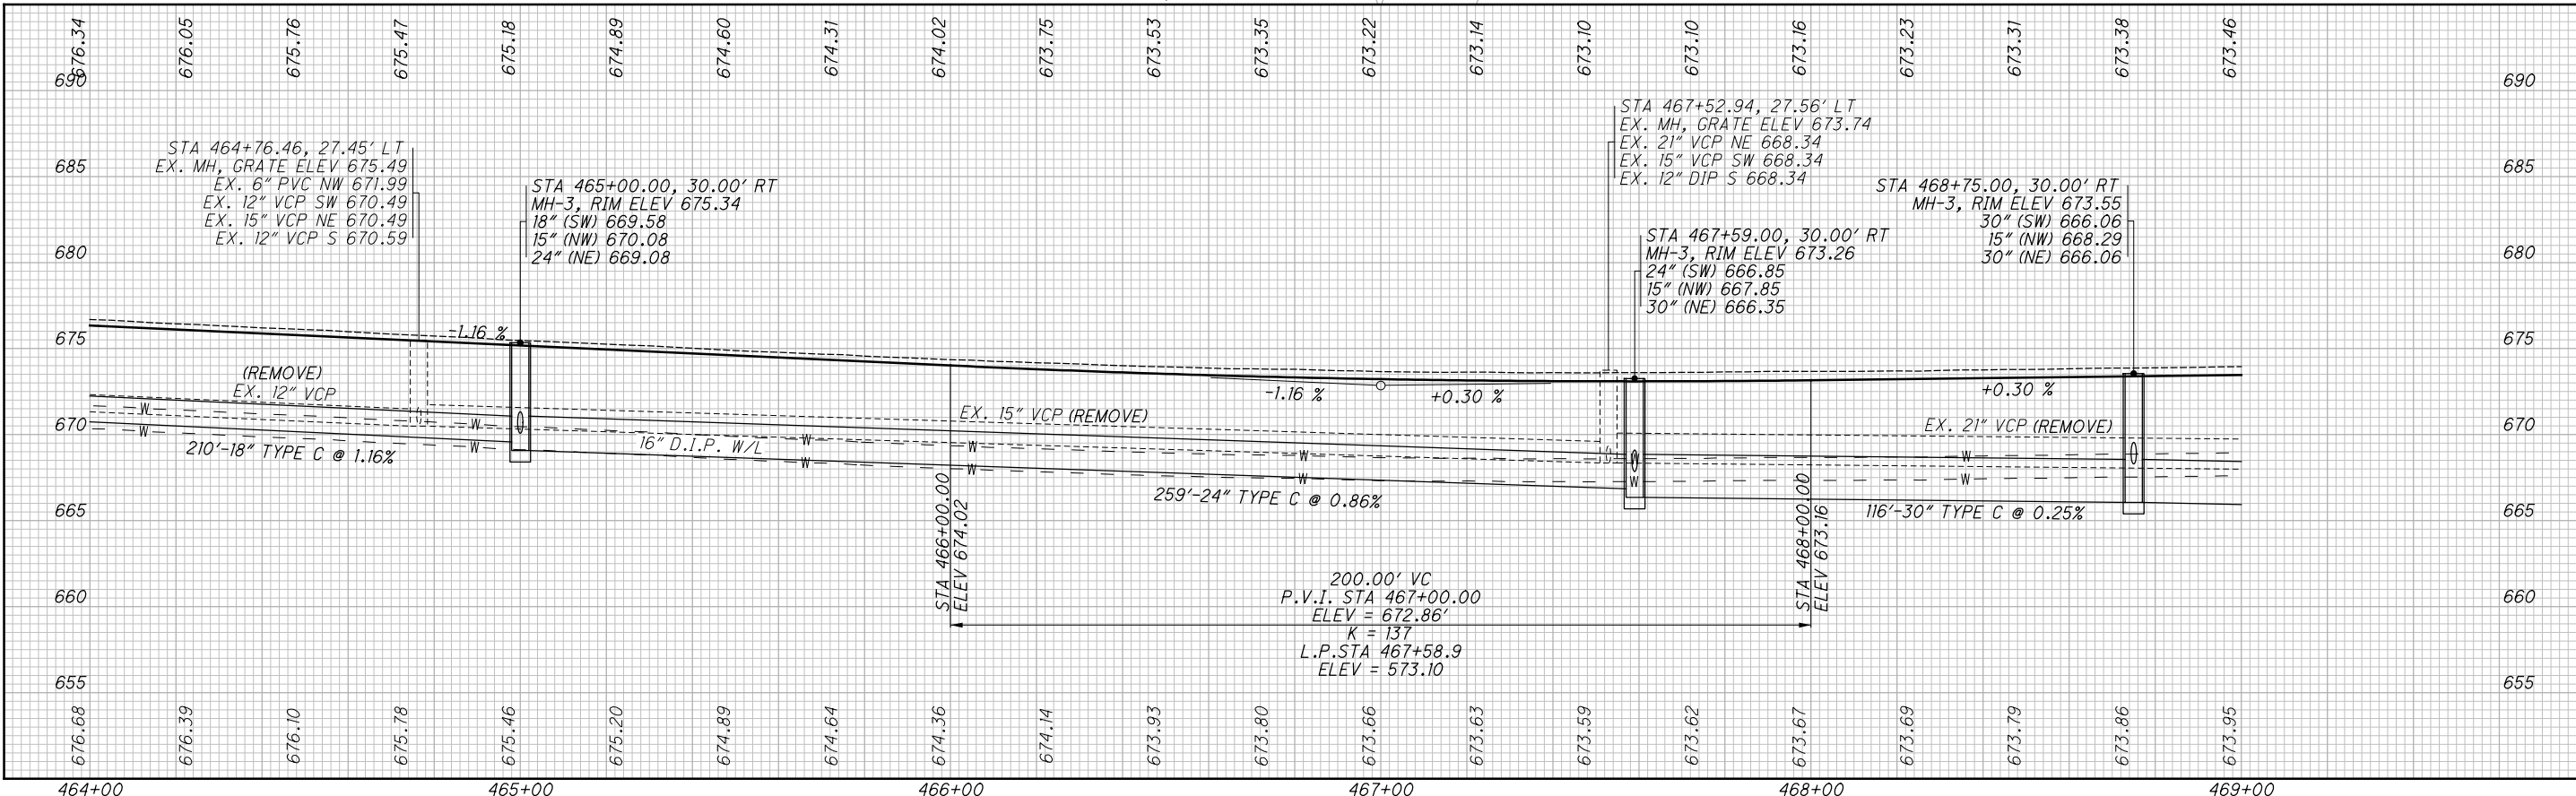 676.34 676.05 675.76 675.47 675.18 674.89 674.60 674.31 674.02 673.75 673.53 673.35 673.22 673.14 673.10 673.10 673.16 673.23 673.31 673.38 673.46
690 690
STA 464+76.46, 27.45' LT
EX. MH, GRATE ELEV 675.49
EX. 6" PVC NW 671.99
EX. 12" VCP SW 670.49
EX. 15" VCP NE 670.49
EX. 12" VCP S 670.59
STA 465+00.00, 30.00' RT
MH-3, RIM ELEV 675.34
18" (SW) 669.58
15" (NW) 670.08
24" (NE) 669.08
STA 467+52.94, 27.56' LT
EX. MH, GRATE ELEV 673.74
EX. 21" VCP NE 668.34
EX. 15" VCP SW 668.34
EX. 12" DIP S 668.34
STA 467+59.00, 30.00' RT
MH-3, RIM ELEV 673.26
24" (SW) 666.85
15" (NW) 667.85
30" (NE) 666.35
STA 468+75.00, 30.00' RT
MH-3, RIM ELEV 673.55
30" (SW) 666.06
15" (NW) 668.29
30" (NE) 666.06
685 685
680 680
675 675
-1.16 %
(REMOVE)
EX. 12" VCP
-1.16 %
+0.30 %
+0.30 %
670 670
EX. 15" VCP (REMOVE)
EX. 21" VCP (REMOVE)
W W W W W W W
W W W W W W W
16" D.I.P. W/L
210'-18" TYPE C @ 1.16%
259'-24" TYPE C @ 0.86%
116'-30" TYPE C @ 0.25%
665 665
STA 466+00.00
ELEV 674.02
STA 468+00.00
ELEV 673.16
660 660
200.00' VC
P.V.I. STA 467+00.00
ELEV = 672.86'
K = 137
L.P.STA 467+58.9
ELEV = 573.10
655 655
676.68 676.39 676.10 675.78 675.46 675.20 674.89 674.64 674.36 674.14 673.93 673.80 673.66 673.63 673.59 673.62 673.67 673.69 673.79 673.86 673.95
464+00 465+00 466+00 467+00 468+00 469+00